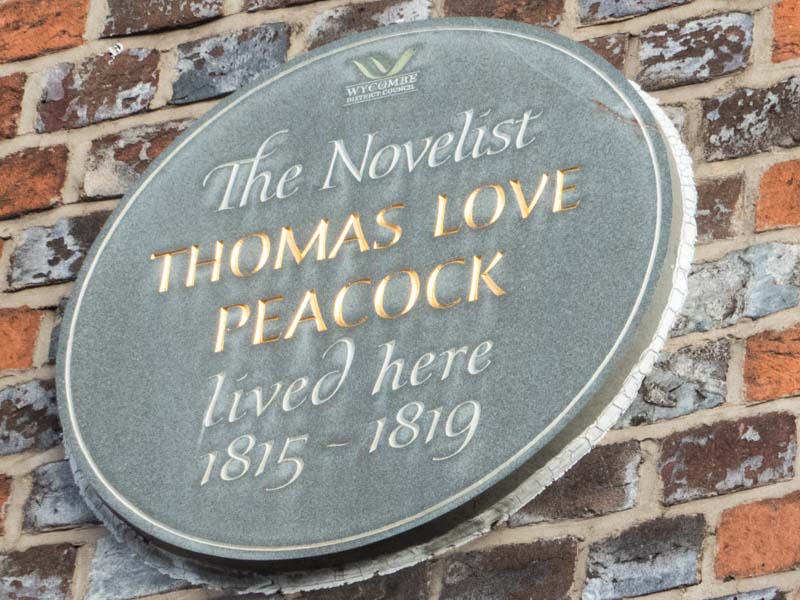 WYCOMBE
DISTRICT COUNCIL
The Novelist
THOMAS LOVE
PEACOCK
lived here
1815 – 1819